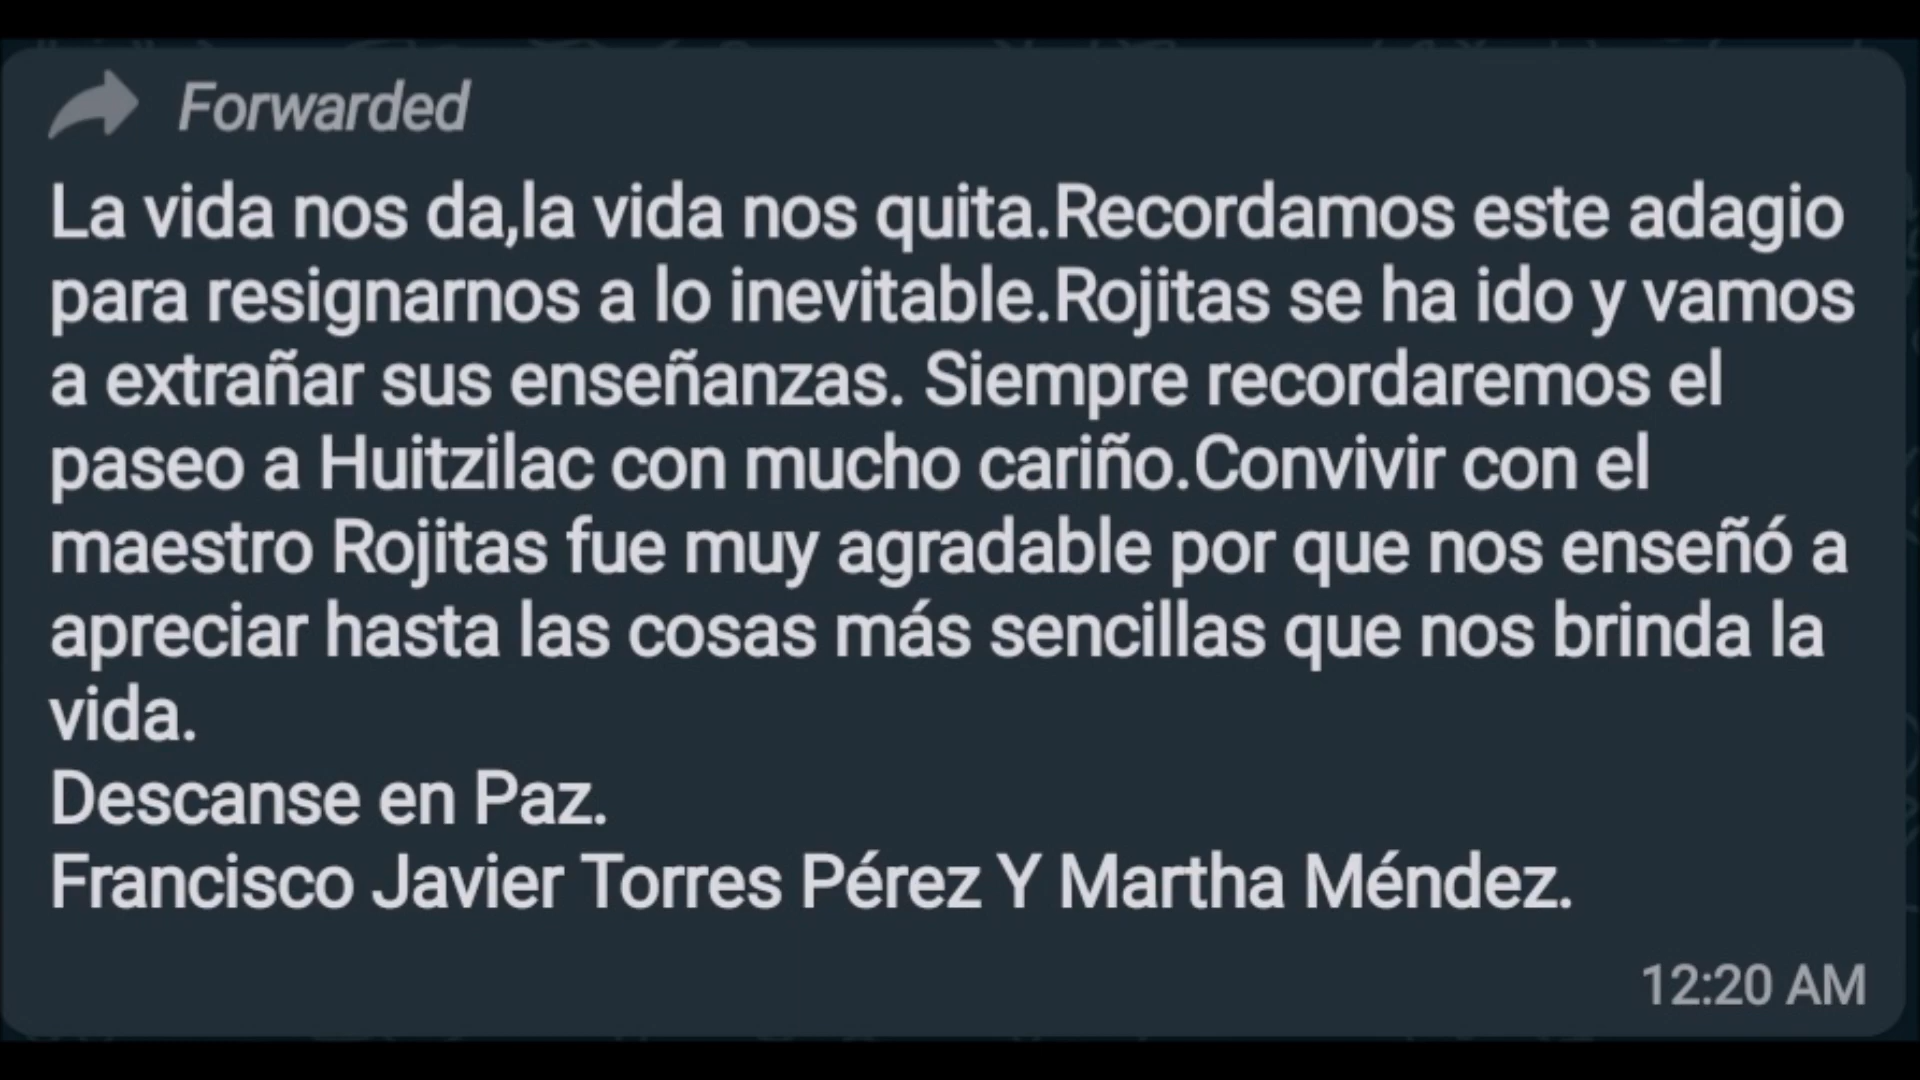 Forwarded
La vida nos da,la vida nos quita.Recordamos este adagio
para resignarnos a lo inevitable.Rojitas se ha ido y vamos
a extrañar sus enseñanzas. Siempre recordaremos el
paseo a Huitzilac con mucho cariño.Convivir con el
maestro Rojitas fue muy agradable por que nos enseñó a
apreciar hasta las cosas más sencillas que nos brinda la
vida.
Descanse en Paz.
Francisco Javier Torres Pérez Y Martha Méndez.
12:20 AM